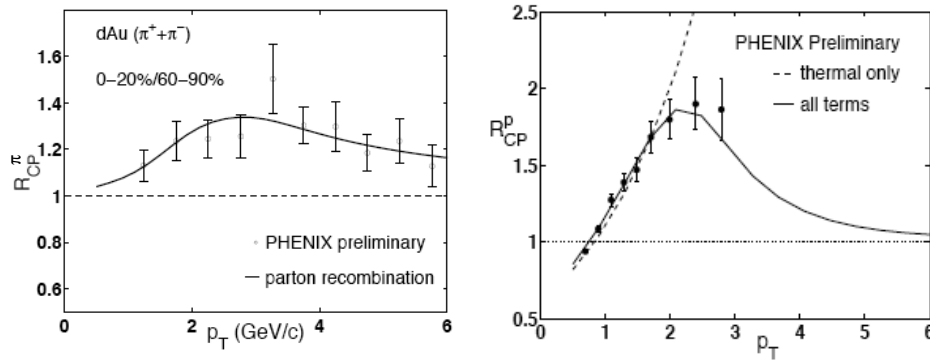 dAu (π⁺+π⁻)
0–20%/60–90%
R_CP^π
1.6
1.4
1.2
1
0.8
0.6
PHENIX preliminary
parton recombination
0 2 4 6
p_T (GeV/c)
PHENIX Preliminary
thermal only
all terms
R_CP^p
2.5
2
1.5
1
0.5
0 1 2 3 4 5 6
p_T